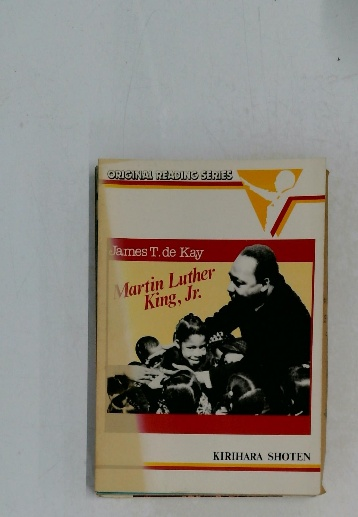 ORIGINAL READING SERIES
James T. de Kay
Martin Luther
King, Jr.
KIRIHARA SHOTEN